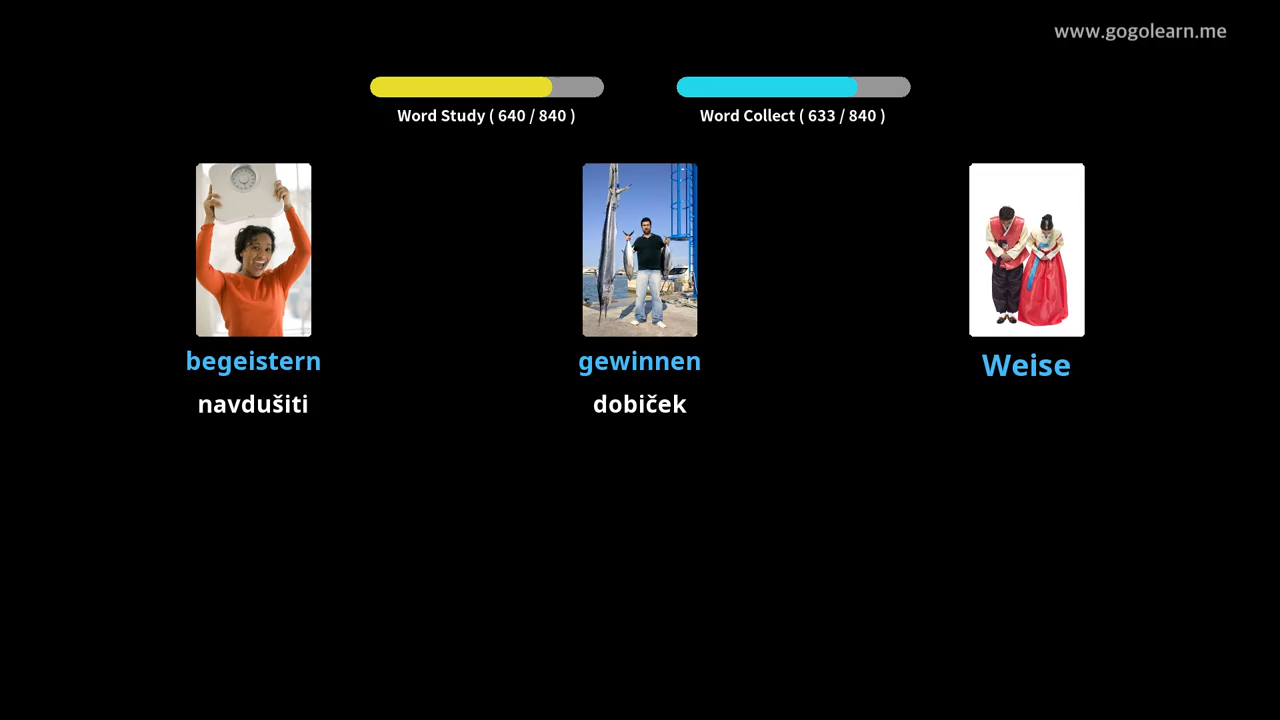 www.gogolearn.me
Word Study ( 640 / 840 )
Word Collect ( 633 / 840 )
begeistern
gewinnen
Weise
navdušiti
dobiček